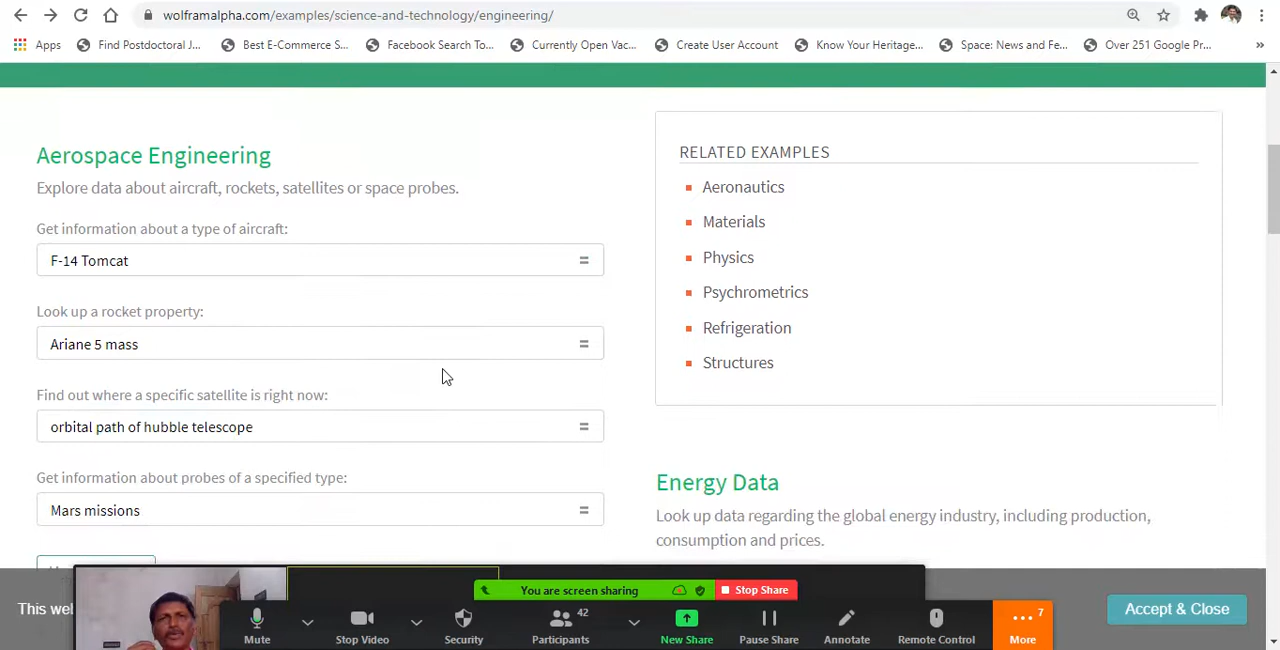 wolframalpha.com/examples/science-and-technology/engineering/
Apps Find Postdoctoral J... Best E-Commerce S... Facebook Search To... Currently Open Vac... Create User Account Know Your Heritage... Space: News and Fe... Over 251 Google Pr... »
Aerospace Engineering
Explore data about aircraft, rockets, satellites or space probes.
Get information about a type of aircraft:
F-14 Tomcat
Look up a rocket property:
Ariane 5 mass
Find out where a specific satellite is right now:
orbital path of hubble telescope
Get information about probes of a specified type:
Mars missions
RELATED EXAMPLES
Aeronautics
Materials
Physics
Psychrometrics
Refrigeration
Structures
Energy Data
Look up data regarding the global energy industry, including production,
consumption and prices.
This
Accept & Close
You are screen sharing Stop Share
Mute Stop Video Security Participants 42 New Share Pause Share Annotate Remote Control More 7